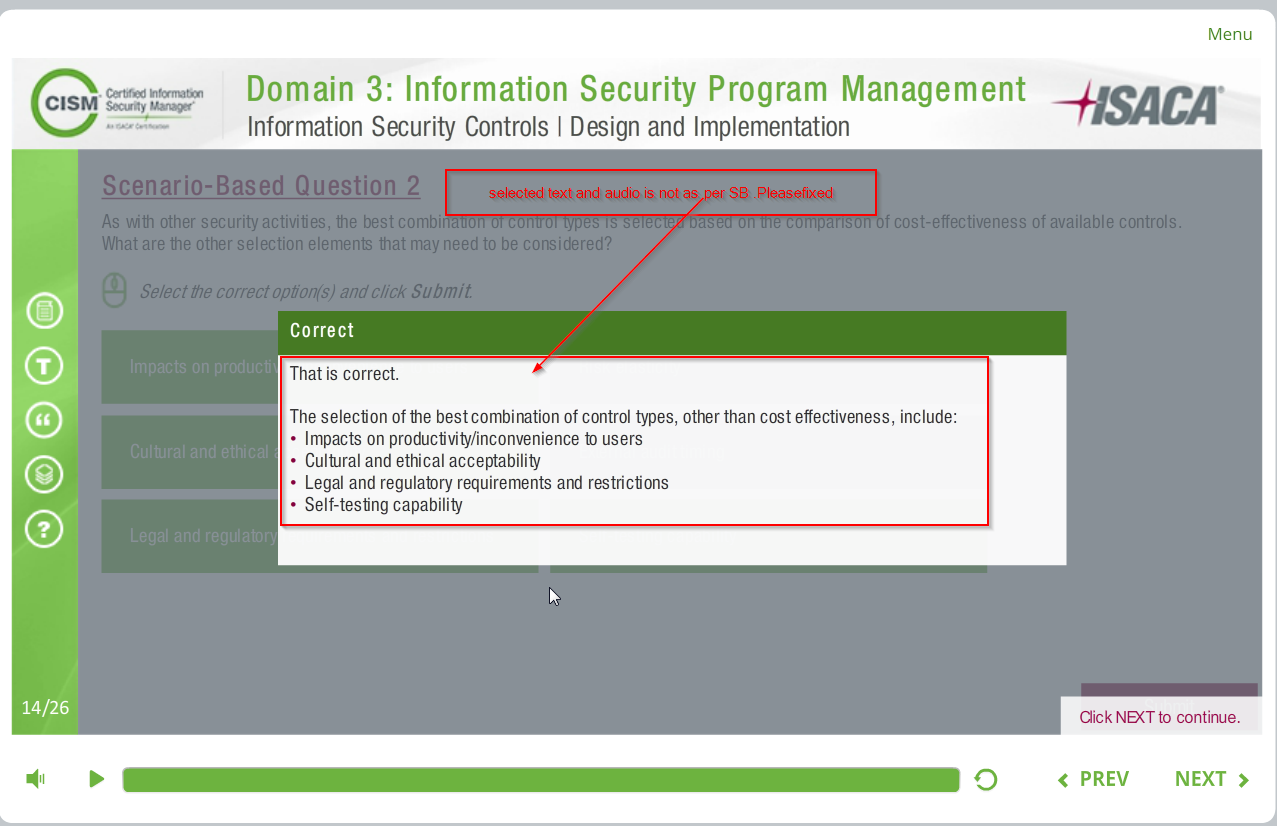 Menu
CISM
Certified Information
Security Manager®
An ISACA® Certification
Domain 3: Information Security Program Management
Information Security Controls | Design and Implementation
ISACA®
Scenario-Based Question 2
selected text and audio is not as per SB .Pleasefixed
As with other security activities, the best combination of control types is selected based on the comparison of cost-effectiveness of available controls.
What are the other selection elements that may need to be considered?
Select the correct option(s) and click Submit.
Correct
Impacts on productiv
That is correct.
The selection of the best combination of control types, other than cost effectiveness, include:
• Impacts on productivity/inconvenience to users
Cultural and ethical a
• Cultural and ethical acceptability
• Legal and regulatory requirements and restrictions
• Self-testing capability
Legal and regulatory
T
?
14/26
Click NEXT to continue.
PREV
NEXT